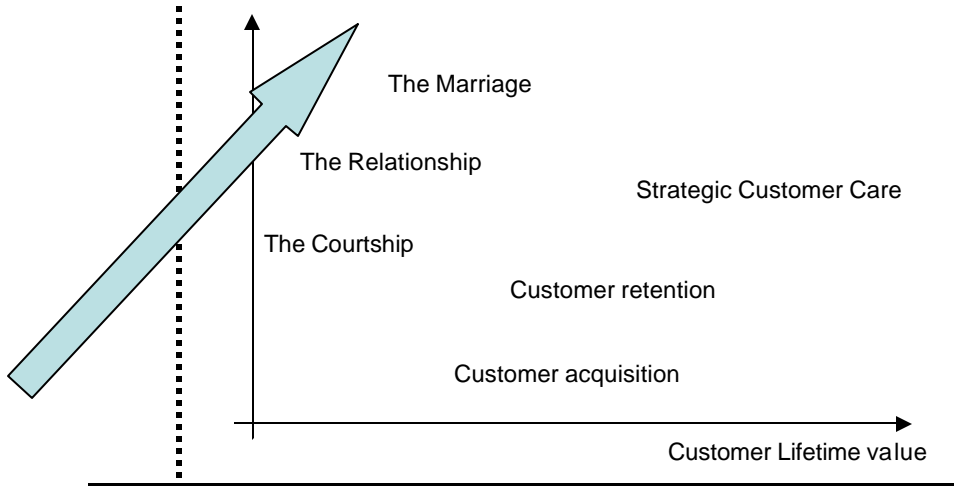 The Marriage
The Relationship
Strategic Customer Care
The Courtship
Customer retention
Customer acquisition
Customer Lifetime value